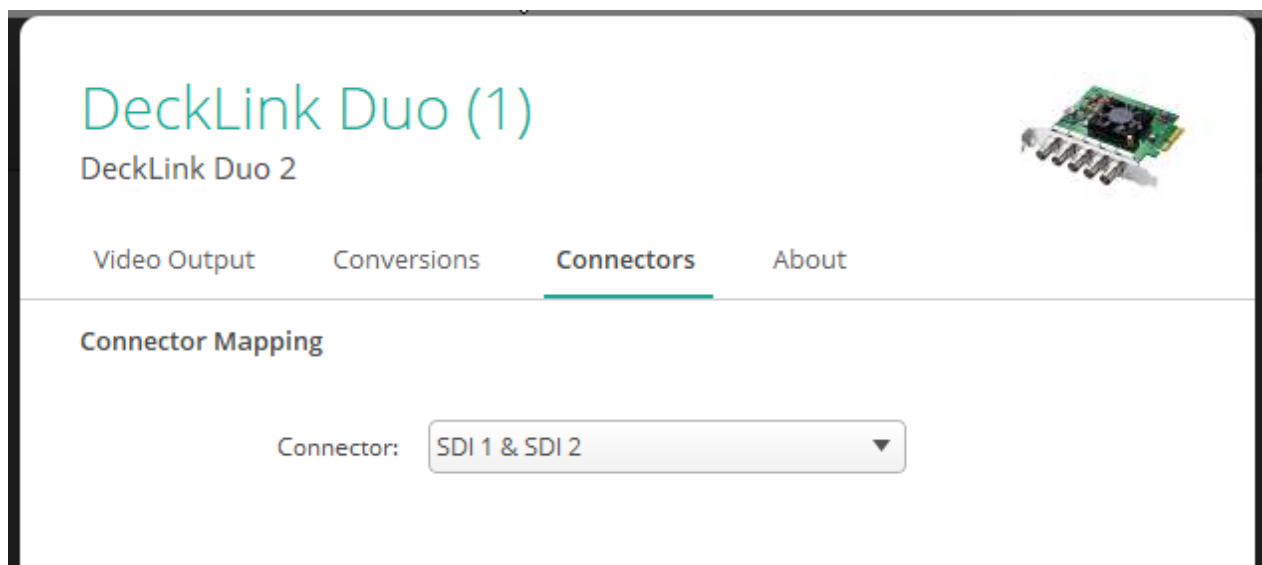 DeckLink Duo (1)
DeckLink Duo 2
Video Output Conversions Connectors About
Connector Mapping
Connector: SDI 1 & SDI 2